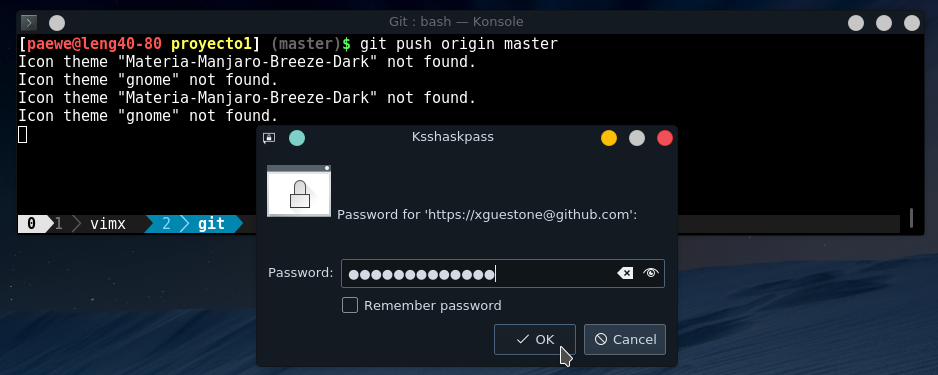 Git : bash — Konsole
[paewe@leng40-80 proyecto1] (master)$ git push origin master
Icon theme "Materia-Manjaro-Breeze-Dark" not found.
Icon theme "gnome" not found.
Icon theme "Materia-Manjaro-Breeze-Dark" not found.
Icon theme "gnome" not found.
Ksshaskpass
Password for 'https://xguestone@github.com':
Password: ●●●●●●●●●●●●●
Remember password
OK Cancel
0 1 vimx 2 git